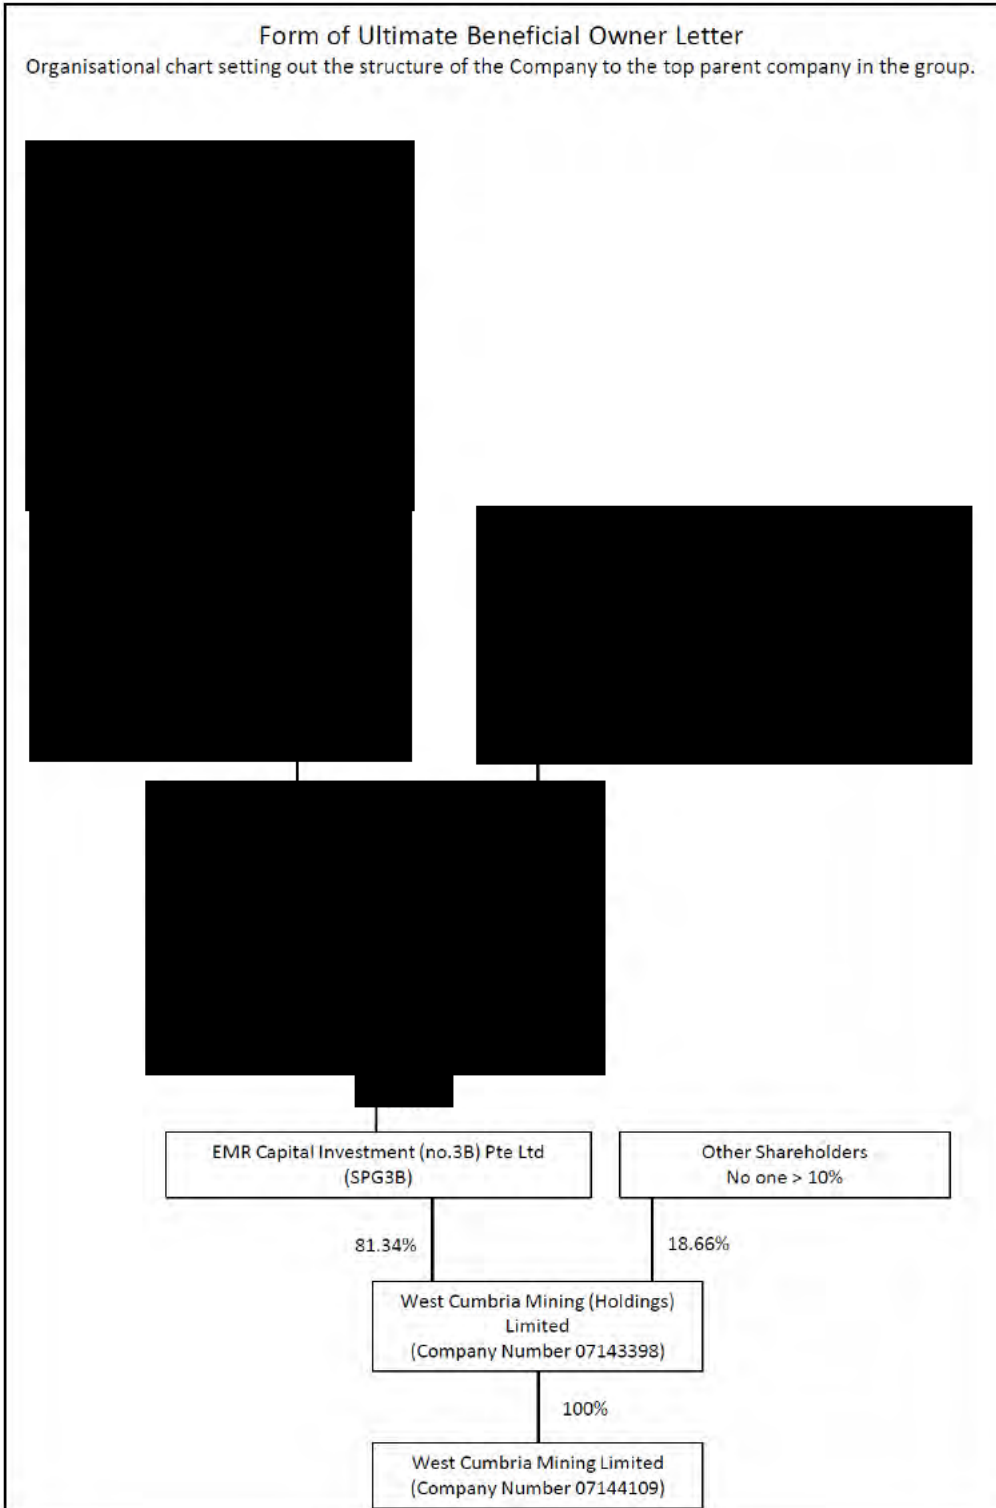 Form of Ultimate Beneficial Owner Letter
Organisational chart setting out the structure of the Company to the top parent company in the group.
EMR Capital Investment (no.3B) Pte Ltd
(SPG3B)
Other Shareholders
No one > 10%
81.34%
18.66%
West Cumbria Mining (Holdings)
Limited
(Company Number 07143398)
100%
West Cumbria Mining Limited
(Company Number 07144109)